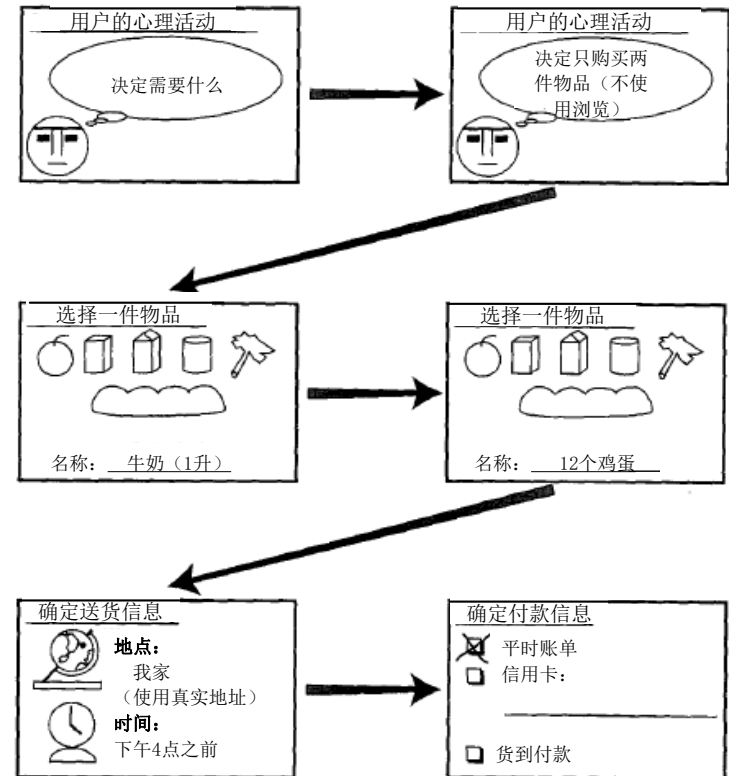 用户的心理活动
决定需要什么
用户的心理活动
决定只购买两
件物品（不使
用浏览）
选择一件物品
名称： 牛奶（1升）
选择一件物品
名称： 12个鸡蛋
确定送货信息
地点：
我家
（使用真实地址）
时间：
下午4点之前
确定付款信息
平时账单
信用卡：
货到付款